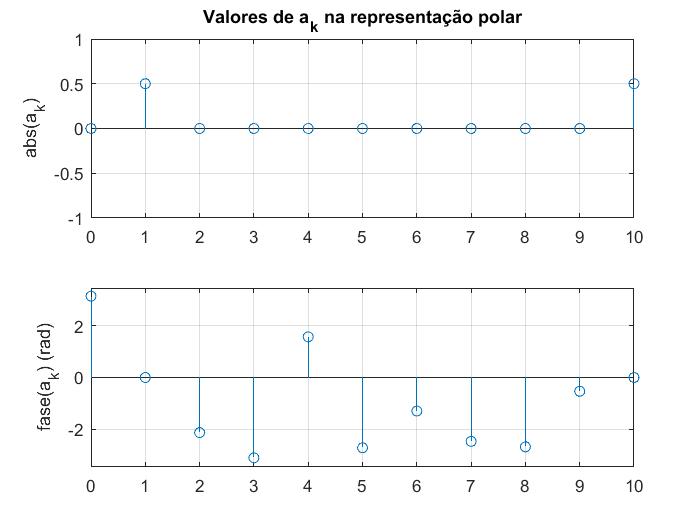 Valores de a_k na representação polar
1
0.5
0
-0.5
-1
abs(a_k)
0 1 2 3 4 5 6 7 8 9 10
2
0
-2
fase(a_k) (rad)
0 1 2 3 4 5 6 7 8 9 10